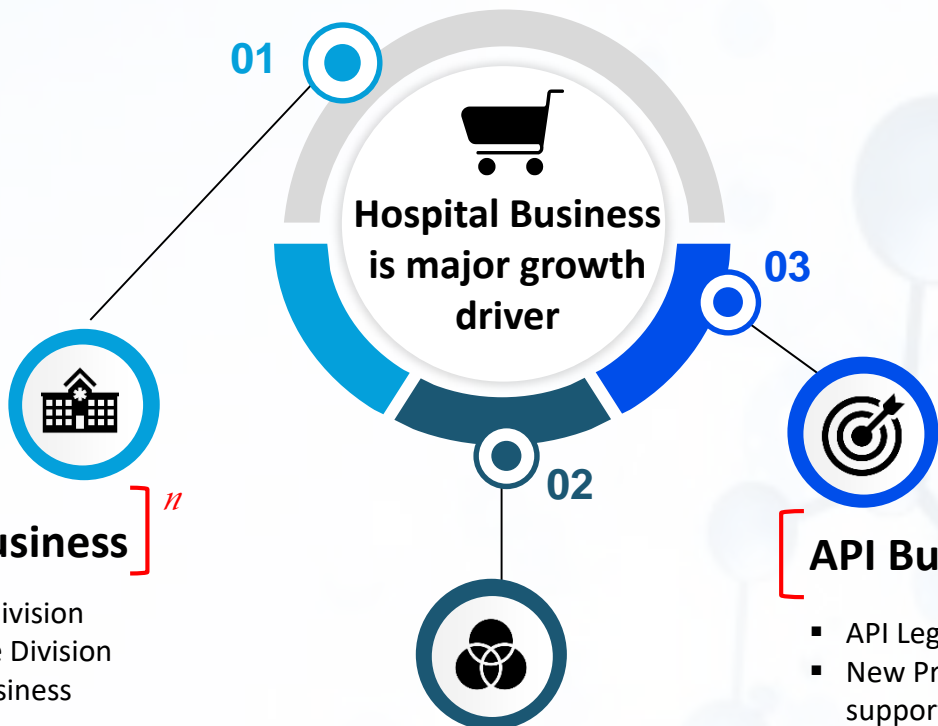 01
Hospital Business
is major growth
driver
03
02
n
usiness
ivision
Division
siness
API Bu
API Leg
New Pr
suppor